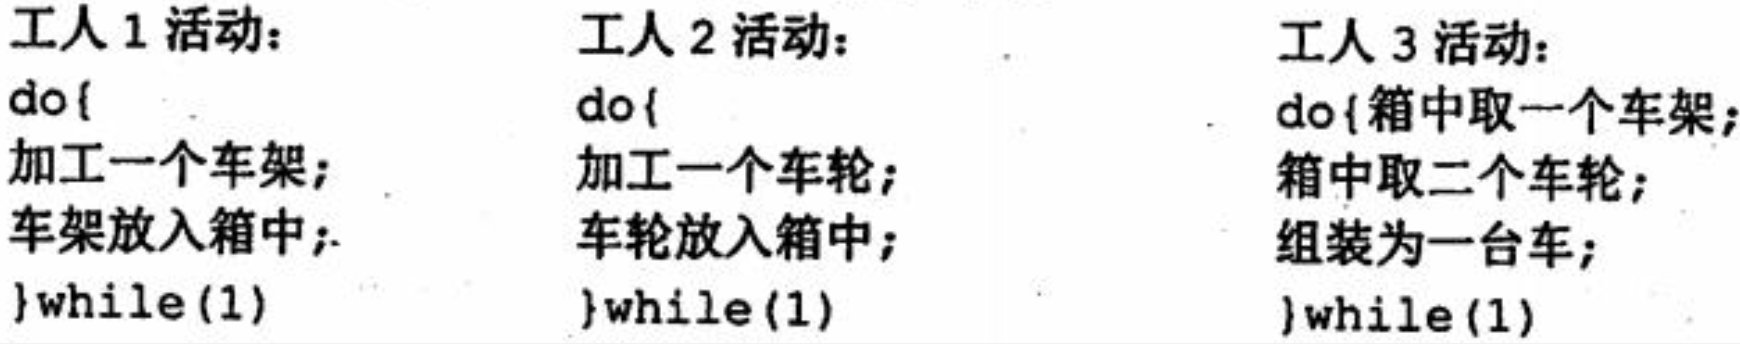 工人1活动：
do{
加工一个车架；
车架放入箱中；
}while(1)
工人2活动：
do{
加工一个车轮；
车轮放入箱中；
}while(1)
工人3活动：
do{箱中取一个车架；
箱中取二个车轮；
组装为一台车；
}while(1)